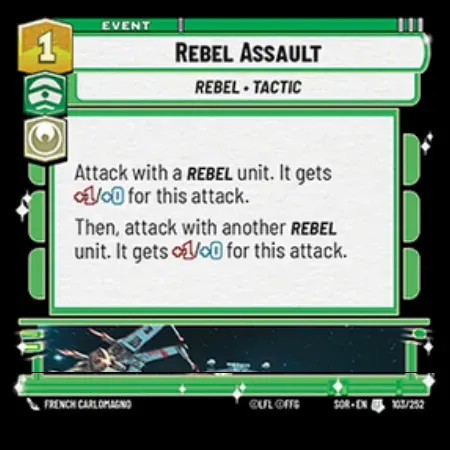 EVENT
1
REBEL ASSAULT
REBEL • TACTIC
Attack with a REBEL unit. It gets
+1/+0 for this attack.
Then, attack with another REBEL
unit. It gets +1/+0 for this attack.
FRENCH CARLOMAGNO
©LFL ©FFG
SOR • EN
103/252